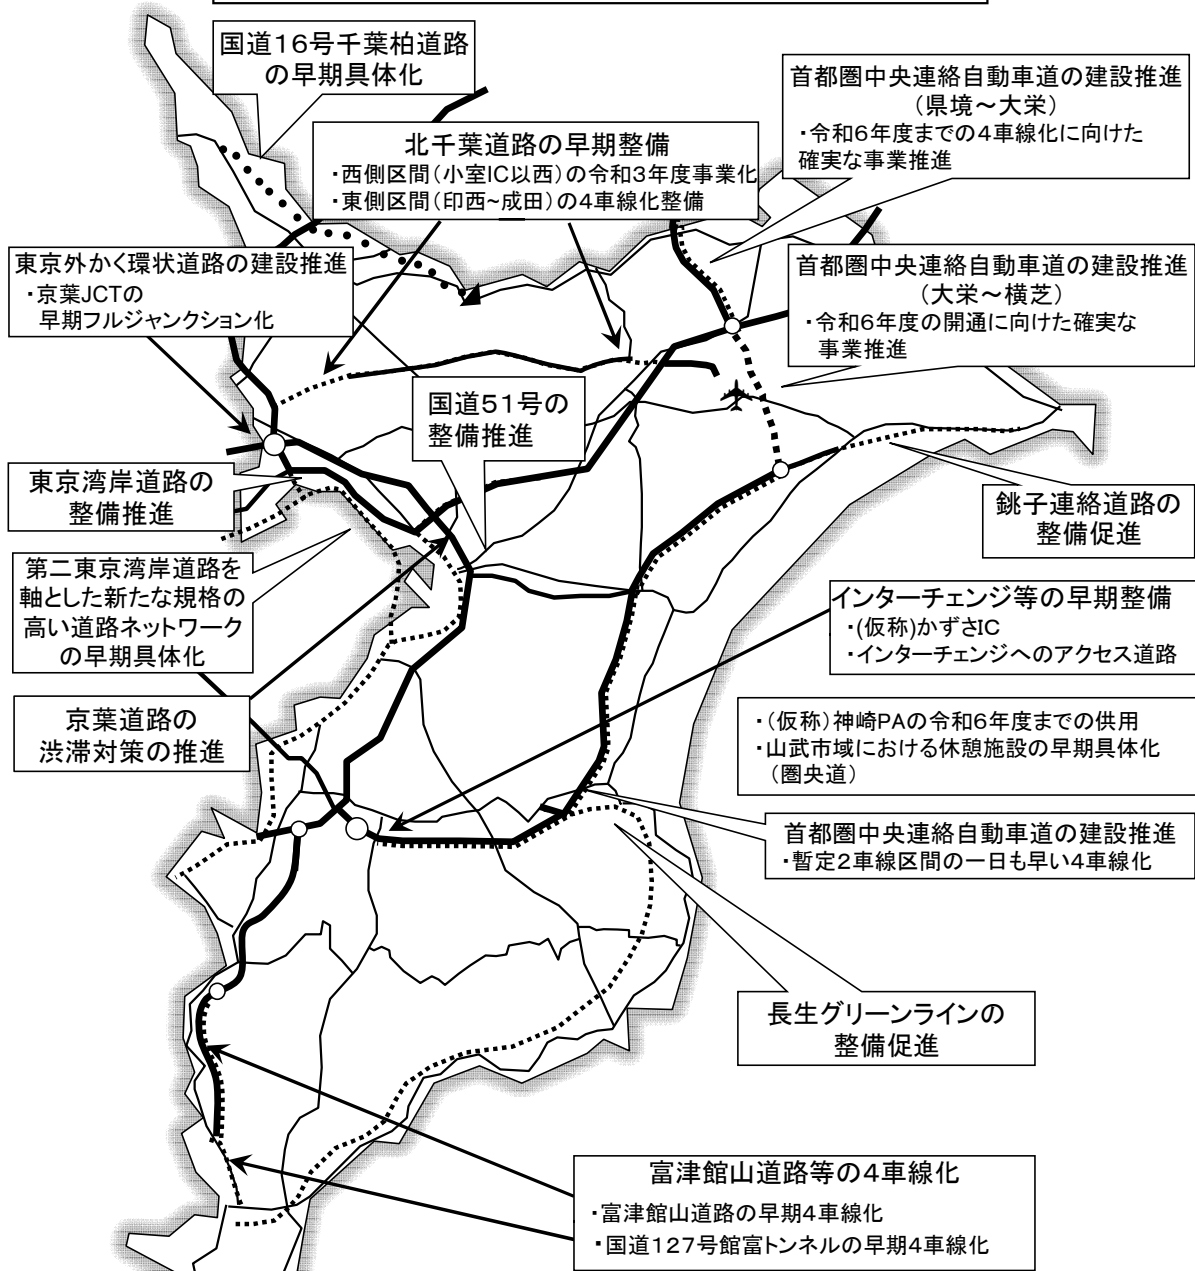 国道16号千葉柏道路
の早期具体化
首都圏中央連絡自動車道の建設推進
(県境～大栄)
・令和6年度までの4車線化に向けた
確実な事業推進
北千葉道路の早期整備
・西側区間(小室IC以西)の令和3年度事業化
・東側区間(印西~成田)の4車線化整備
東京外かく環状道路の建設推進
・京葉JCTの
早期フルジャンクション化
首都圏中央連絡自動車道の建設推進
(大栄～横芝)
・令和6年度の開通に向けた確実な
事業推進
国道51号の
整備推進
東京湾岸道路の
整備推進
銚子連絡道路の
整備促進
第二東京湾岸道路を
軸とした新たな規格の
高い道路ネットワーク
の早期具体化
インターチェンジ等の早期整備
・(仮称)かずさIC
・インターチェンジへのアクセス道路
京葉道路の
渋滞対策の推進
・(仮称)神崎PAの令和6年度までの供用
・山武市域における休憩施設の早期具体化
(圏央道)
首都圏中央連絡自動車道の建設推進
・暫定2車線区間の一日も早い4車線化
長生グリーンラインの
整備促進
富津館山道路等の4車線化
・富津館山道路の早期4車線化
・国道127号館富トンネルの早期4車線化